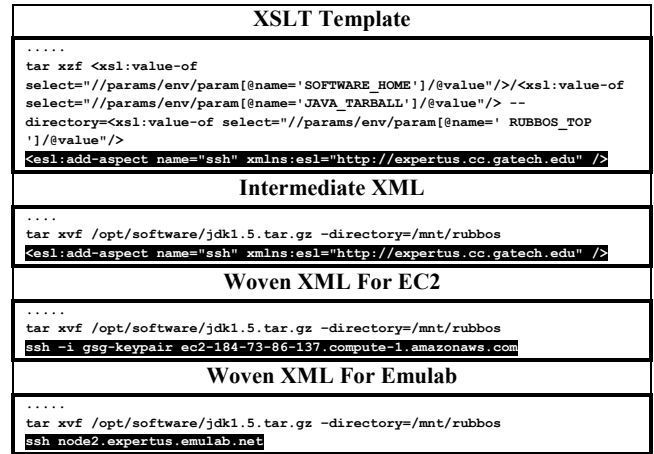 XSLT Template
.....
tar xzf <xsl:value-of
select="//params/env/param[@name='SOFTWARE_HOME']/@value"/>/<xsl:value-of
select="//params/env/param[@name='JAVA_TARBALL']/@value"/> --
directory=<xsl:value-of select="//params/env/param[@name=' RUBBOS_TOP
']/@value"/>
<esl:add-aspect name="ssh" xmlns:esl="http://expertus.cc.gatech.edu" />
Intermediate XML
....
tar xvf /opt/software/jdk1.5.tar.gz –directory=/mnt/rubbos
<esl:add-aspect name="ssh" xmlns:esl="http://expertus.cc.gatech.edu" />
Woven XML For EC2
.....
tar xvf /opt/software/jdk1.5.tar.gz –directory=/mnt/rubbos
ssh –i gsg-keypair ec2-184-73-86-137.compute-1.amazonaws.com
Woven XML For Emulab
.....
tar xvf /opt/software/jdk1.5.tar.gz –directory=/mnt/rubbos
ssh node2.expertus.emulab.net